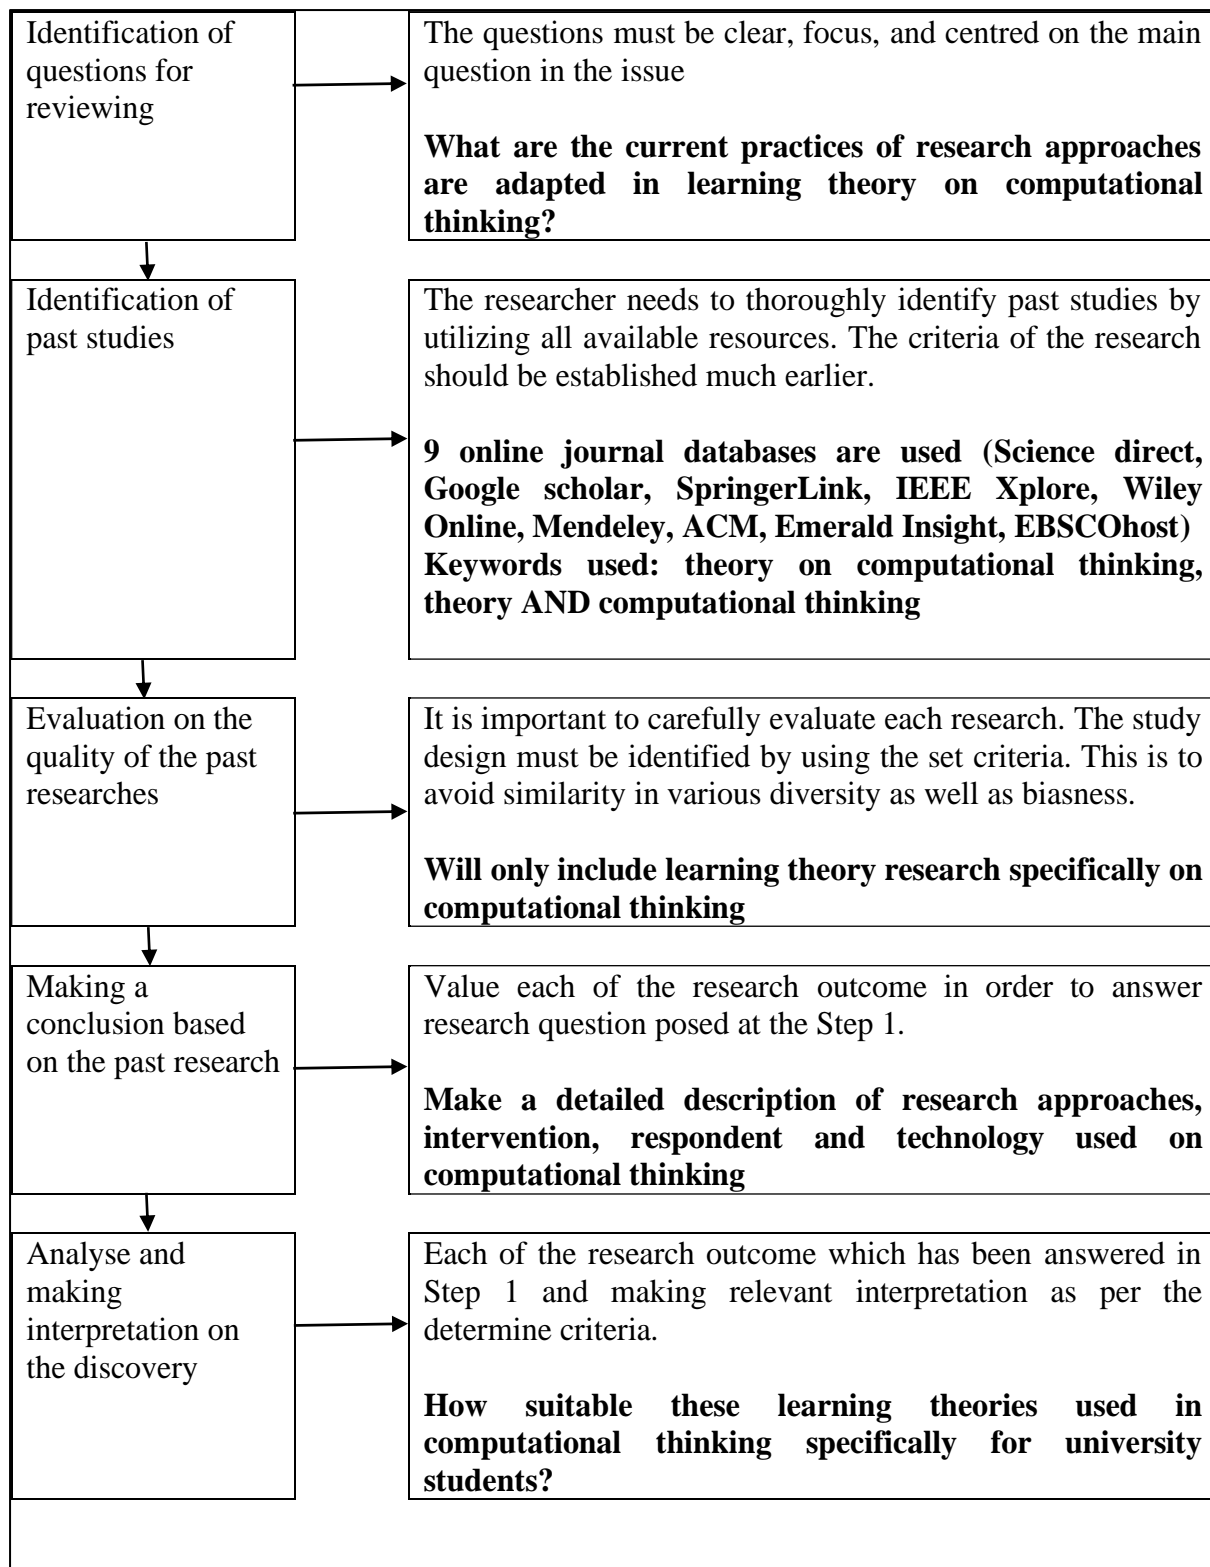 Identification of
questions for
reviewing
The questions must be clear, focus, and centred on the main
question in the issue
What are the current practices of research approaches
are adapted in learning theory on computational
thinking?
Identification of
past studies
The researcher needs to thoroughly identify past studies by
utilizing all available resources. The criteria of the research
should be established much earlier.
9 online journal databases are used (Science direct,
Google scholar, SpringerLink, IEEE Xplore, Wiley
Online, Mendeley, ACM, Emerald Insight, EBSCOhost)
Keywords used: theory on computational thinking,
theory AND computational thinking
Evaluation on the
quality of the past
researches
It is important to carefully evaluate each research. The study
design must be identified by using the set criteria. This is to
avoid similarity in various diversity as well as biasness.
Will only include learning theory research specifically on
computational thinking
Making a
conclusion based
on the past research
Value each of the research outcome in order to answer
research question posed at the Step 1.
Make a detailed description of research approaches,
intervention, respondent and technology used on
computational thinking
Analyse and
making
interpretation on
the discovery
Each of the research outcome which has been answered in
Step 1 and making relevant interpretation as per the
determine criteria.
How suitable these learning theories used in
computational thinking specifically for university
students?